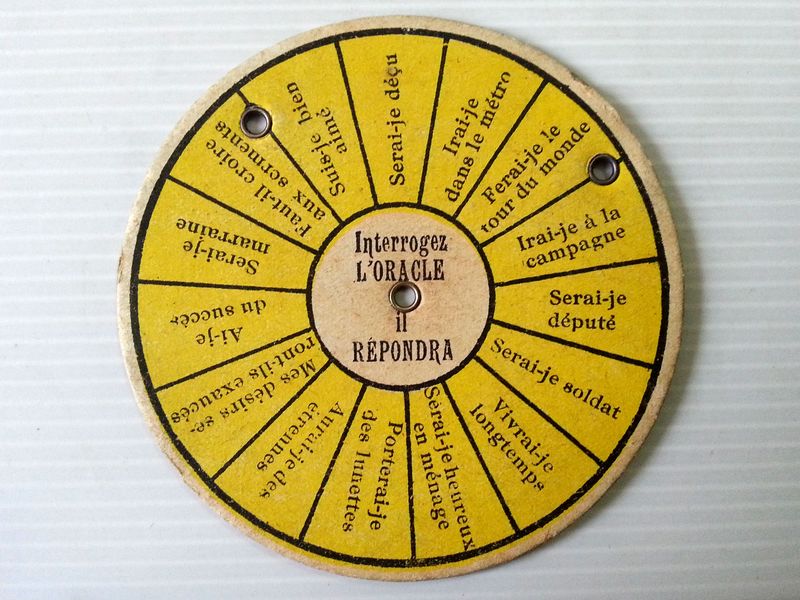 Interrogez
L'ORACLE
il
RÉPONDRA
Serai-je déçu
Irai-je
dans le métro
Ferai-je le
tour du monde
Irai-je à la
campagne
Serai-je
député
Serai-je soldat
Vivrai-je
longtemps
Serai-je heureux
en ménage
Porterai-je
des lunettes
Aurai-je des
étrennes
Mes désirs se-
ront-ils exaucés
Ai-je
du succès
Serai-je
marraine
Faut-il croire
aux serments
Suis-je bien
aimé